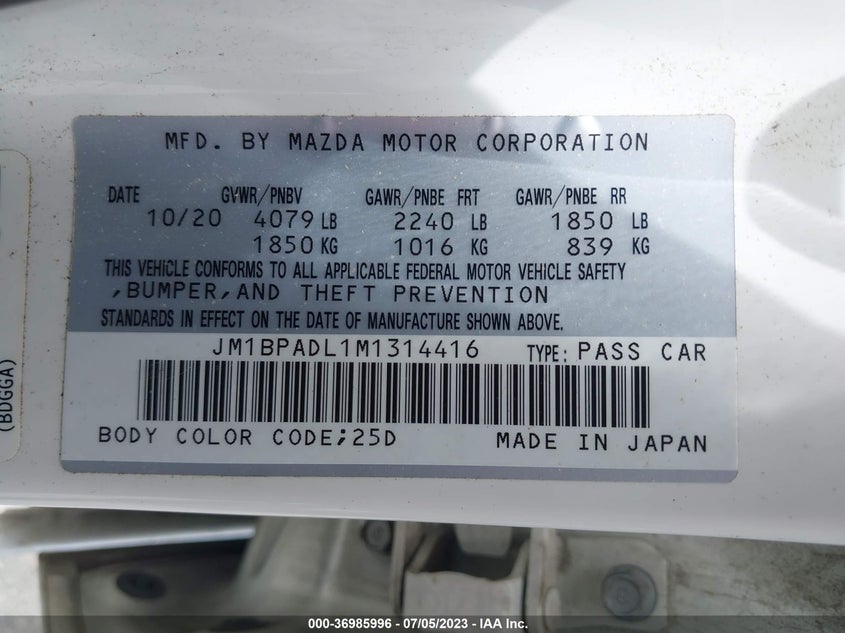 MFD. BY MAZDA MOTOR CORPORATION
DATE GVWR/PNBV GAWR/PNBE FRT GAWR/PNBE RR
10/20 4079 LB 2240 LB 1850 LB
1850 KG 1016 KG 839 KG
THIS VEHICLE CONFORMS TO ALL APPLICABLE FEDERAL MOTOR VEHICLE SAFETY
,BUMPER,AND THEFT PREVENTION
STANDARDS IN EFFECT ON THE DATE OF MANUFACTURE SHOWN ABOVE.
JM1BPADL1M1314416 TYPE: PASS CAR
BODY COLOR CODE;25D MADE IN JAPAN
(BDGGA)
000-36985996 - 07/05/2023 - IAA Inc.